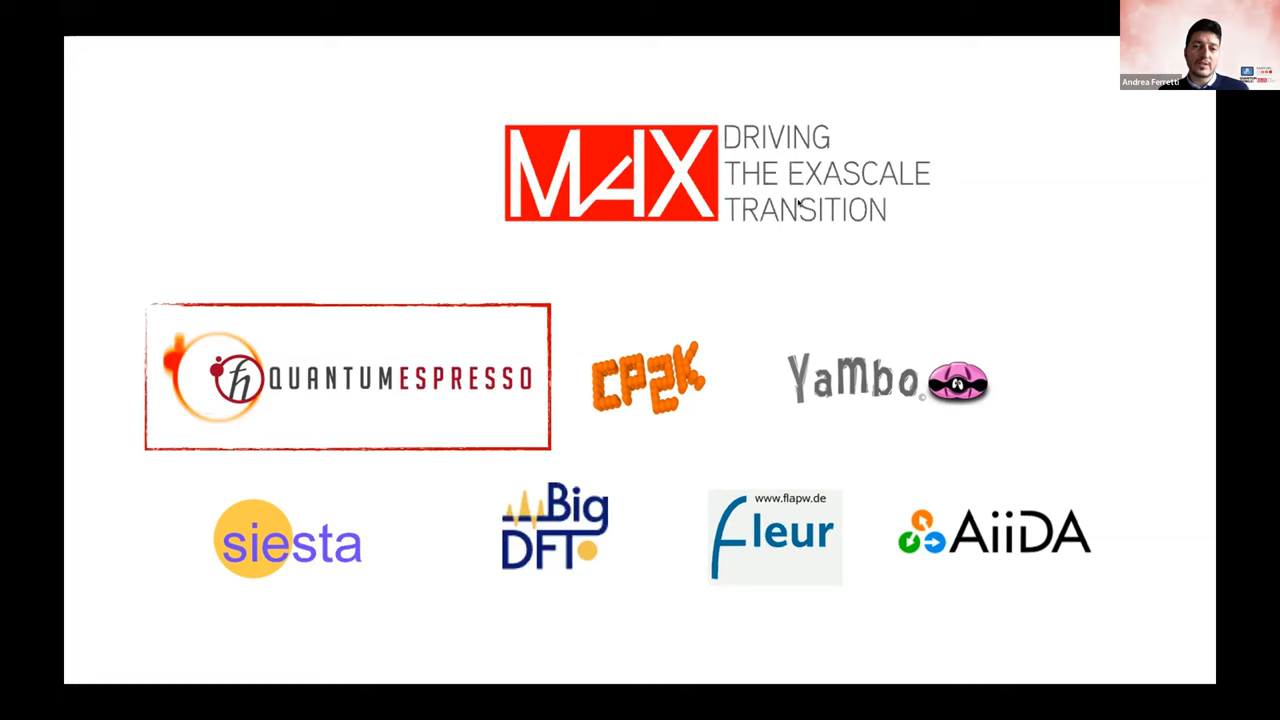 Andrea Ferretti
MAX
DRIVING
THE EXASCALE
TRANSITION
ħ QUANTUMESPRESSO
CP2K
Yambo ©
siesta
Big
DFT
www.flapw.de
fleur
AiiDA